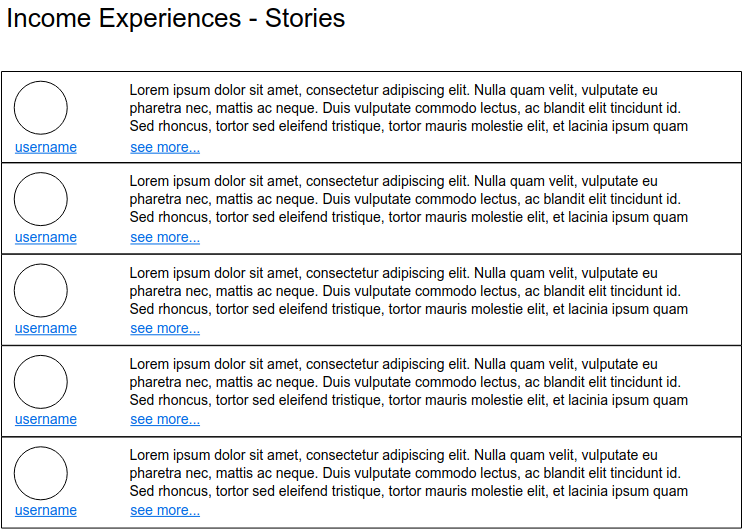 Income Experiences - Stories
Lorem ipsum dolor sit amet, consectetur adipiscing elit. Nulla quam velit, vulputate eu
pharetra nec, mattis ac neque. Duis vulputate commodo lectus, ac blandit elit tincidunt id.
Sed rhoncus, tortor sed eleifend tristique, tortor mauris molestie elit, et lacinia ipsum quam
username see more...
Lorem ipsum dolor sit amet, consectetur adipiscing elit. Nulla quam velit, vulputate eu
pharetra nec, mattis ac neque. Duis vulputate commodo lectus, ac blandit elit tincidunt id.
Sed rhoncus, tortor sed eleifend tristique, tortor mauris molestie elit, et lacinia ipsum quam
username see more...
Lorem ipsum dolor sit amet, consectetur adipiscing elit. Nulla quam velit, vulputate eu
pharetra nec, mattis ac neque. Duis vulputate commodo lectus, ac blandit elit tincidunt id.
Sed rhoncus, tortor sed eleifend tristique, tortor mauris molestie elit, et lacinia ipsum quam
username see more...
Lorem ipsum dolor sit amet, consectetur adipiscing elit. Nulla quam velit, vulputate eu
pharetra nec, mattis ac neque. Duis vulputate commodo lectus, ac blandit elit tincidunt id.
Sed rhoncus, tortor sed eleifend tristique, tortor mauris molestie elit, et lacinia ipsum quam
username see more...
Lorem ipsum dolor sit amet, consectetur adipiscing elit. Nulla quam velit, vulputate eu
pharetra nec, mattis ac neque. Duis vulputate commodo lectus, ac blandit elit tincidunt id.
Sed rhoncus, tortor sed eleifend tristique, tortor mauris molestie elit, et lacinia ipsum quam
username see more...